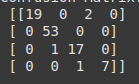 [[19  0  2  0]
 [ 0 53  0  0]
 [ 0  1 17  0]
 [ 0  0  1  7]]